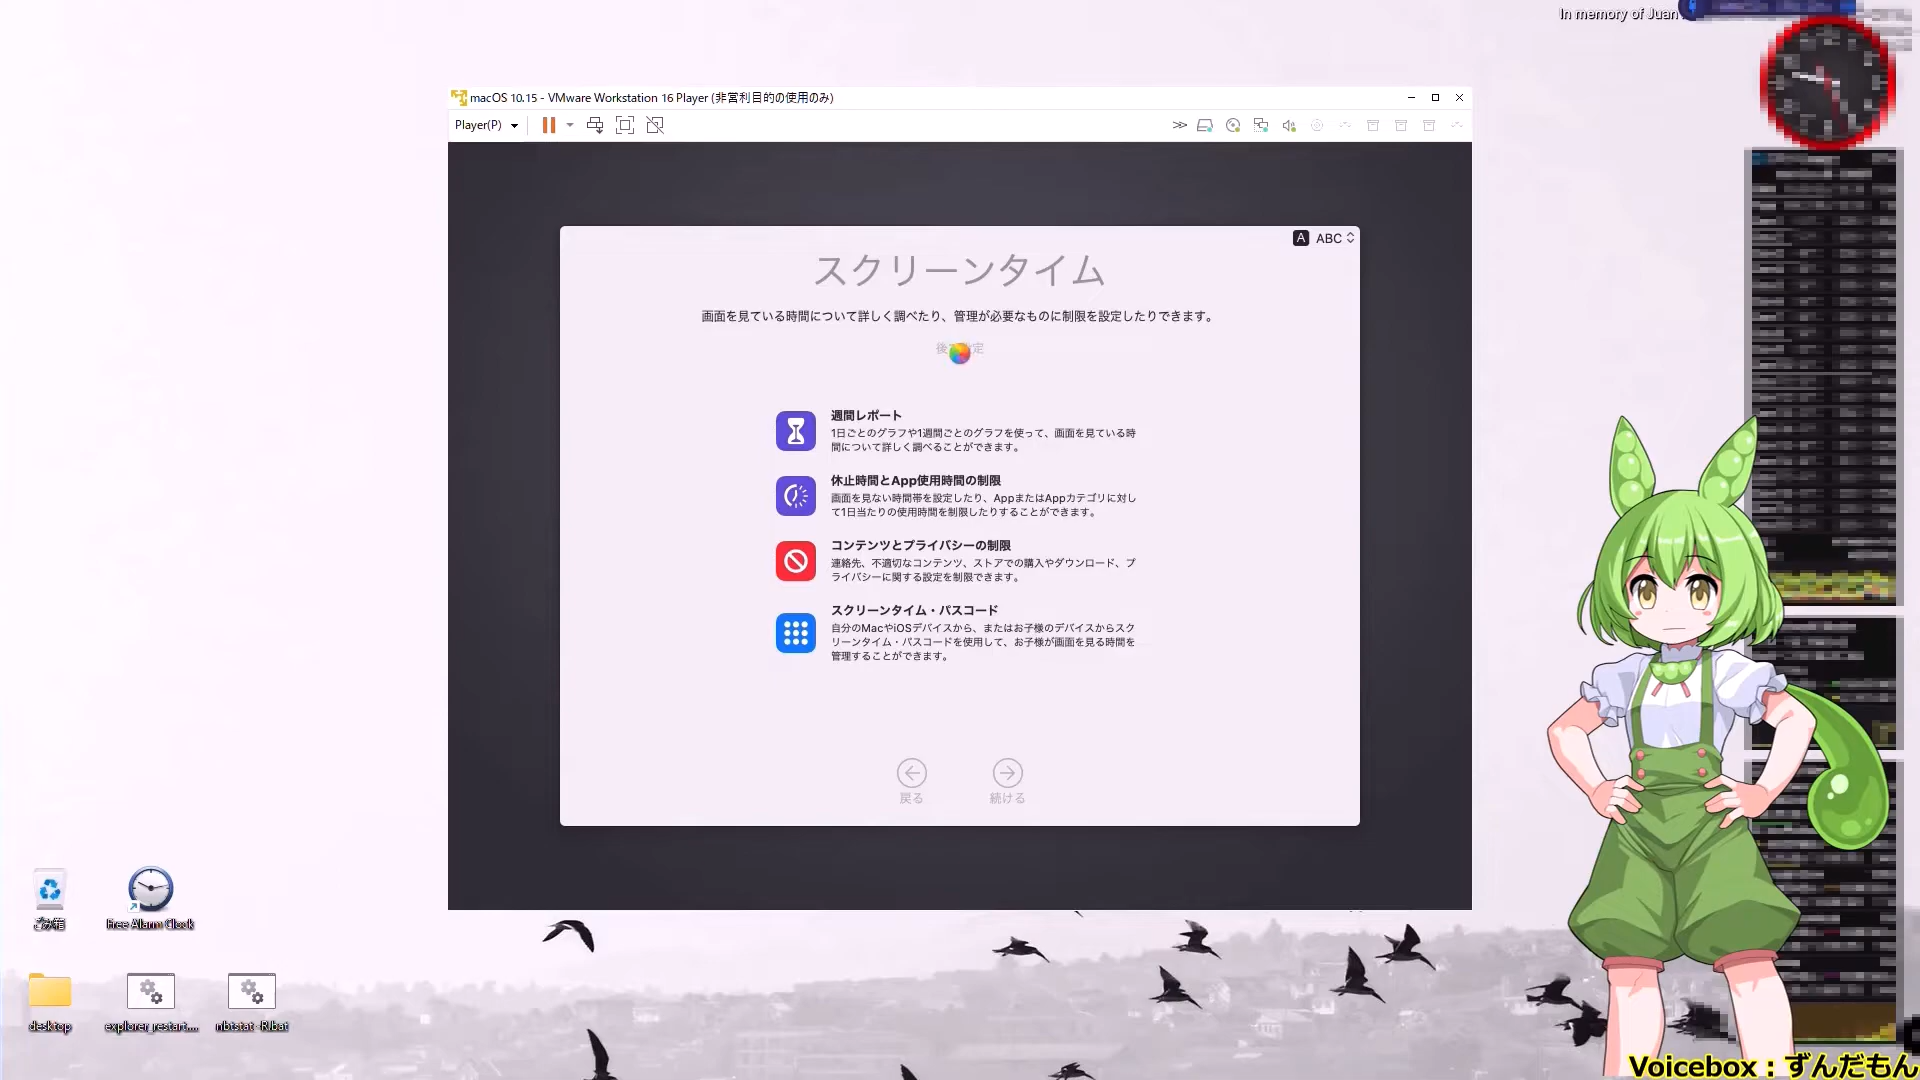 In memory of Juan
macOS 10.15 - VMware Workstation 16 Player (非営利目的の使用のみ)
Player(P)
A ABC
スクリーンタイム
画面を見ている時間について詳しく調べたり、管理が必要なものに制限を設定したりできます。
週間レポート
1日ごとのグラフや1週間ごとのグラフを使って、画面を見ている時
間について詳しく調べることができます。
休止時間とApp使用時間の制限
画面を見ない時間帯を設定したり、AppまたはAppカテゴリに対し
て1日当たりの使用時間を制限したりすることができます。
コンテンツとプライバシーの制限
連絡先、不適切なコンテンツ、ストアでの購入やダウンロード、プ
ライバシーに関する設定を制限できます。
スクリーンタイム・パスコード
自分のMacやiOSデバイスから、またはお子様のデバイスからスク
リーンタイム・パスコードを使用して、お子様が画面を見る時間を
管理することができます。
戻る
続ける
ごみ箱
Free Alarm Clock
desktop
explorer_restart....
nbtstat -R.bat
Voicebox：ずんだもん